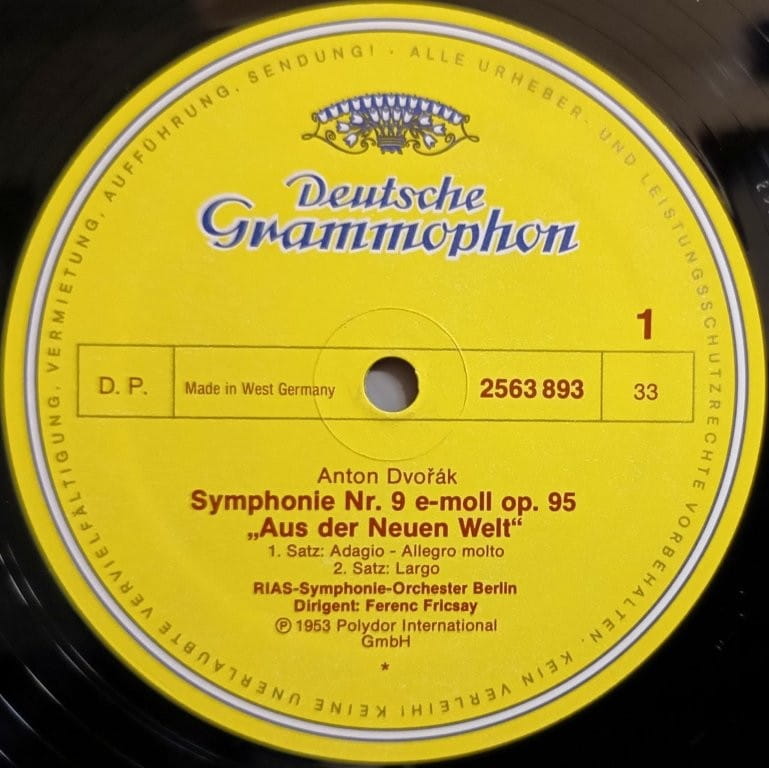 ALLE URHEBER- UND LEISTUNGSSCHUTZRECHTE VORBEHALTEN. KEIN VERLEIH! KEINE UNERLAUBTE VERVIELFÄLTIGUNG, VERMIETUNG, AUFFÜHRUNG, SENDUNG! ·
Deutsche
Grammophon
1
D. P. Made in West Germany 2563 893 33
Anton Dvořák
Symphonie Nr. 9 e-moll op. 95
„Aus der Neuen Welt“
1. Satz: Adagio - Allegro molto
2. Satz: Largo
RIAS-Symphonie-Orchester Berlin
Dirigent: Ferenc Fricsay
℗ 1953 Polydor International
GmbH
*